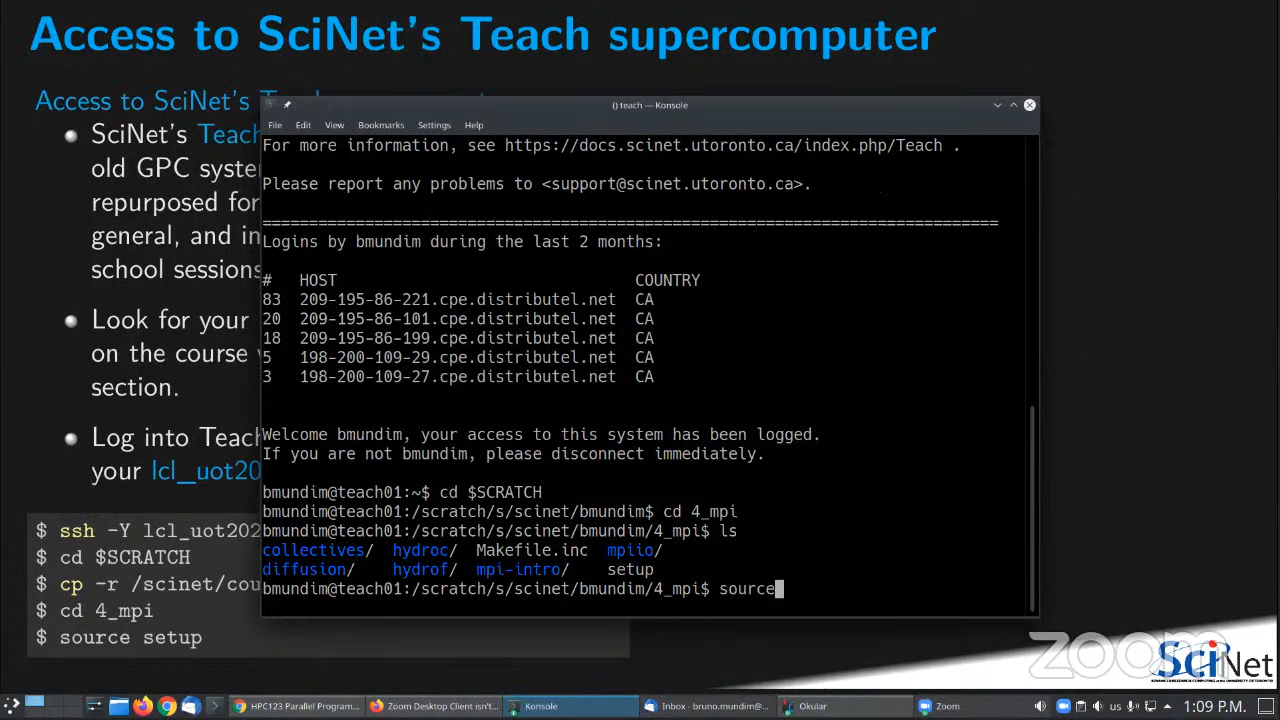 Access to SciNet's Teach supercomputer
Access to SciNet's
SciNet's Teach
old GPC system
repurposed for
general, and in
school sessions
Look for your
on the course
section.
Log into Teach
your lcl_uot202
$ ssh -Y lcl_uot202
$ cd $SCRATCH
$ cp -r /scinet/cou
$ cd 4_mpi
$ source setup
() teach — Konsole
File Edit View Bookmarks Settings Help
For more information, see https://docs.scinet.utoronto.ca/index.php/Teach .
Please report any problems to <support@scinet.utoronto.ca>.
================================================================================
Logins by bmundim during the last 2 months:
# HOST COUNTRY
83 209-195-86-221.cpe.distributel.net CA
20 209-195-86-101.cpe.distributel.net CA
18 209-195-86-199.cpe.distributel.net CA
5 198-200-109-29.cpe.distributel.net CA
3 198-200-109-27.cpe.distributel.net CA
Welcome bmundim, your access to this system has been logged.
If you are not bmundim, please disconnect immediately.
bmundim@teach01:~$ cd $SCRATCH
bmundim@teach01:/scratch/s/scinet/bmundim$ cd 4_mpi
bmundim@teach01:/scratch/s/scinet/bmundim/4_mpi$ ls
collectives/ hydroc/ Makefile.inc mpiio/
diffusion/ hydrof/ mpi-intro/ setup
bmundim@teach01:/scratch/s/scinet/bmundim/4_mpi$ source
zoom
SciNet
HPC123 Parallel Program... Zoom Desktop Client isn't... Konsole Inbox - bruno.mundim@... Okular Zoom us 1:09 P.M.